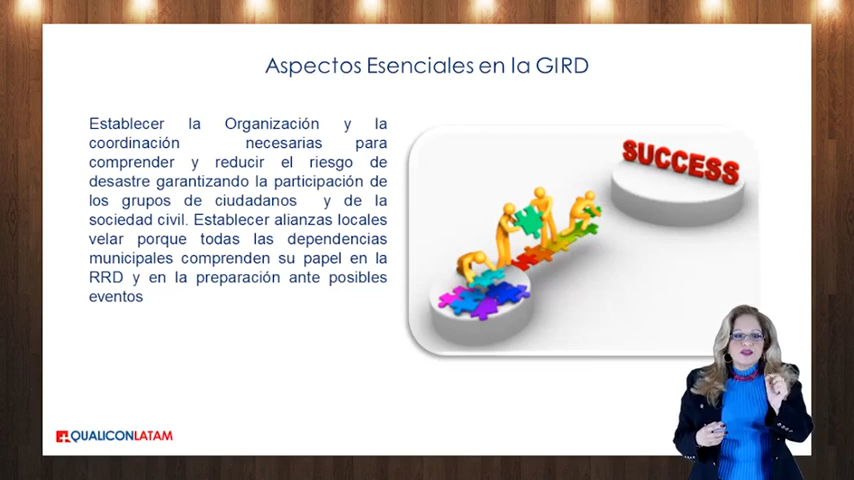 Aspectos Esenciales en la GIRD
Establecer la Organización y la
coordinación necesarias para
comprender y reducir el riesgo de
desastre garantizando la participación de
los grupos de ciudadanos y de la
sociedad civil. Establecer alianzas locales
velar porque todas las dependencias
municipales comprenden su papel en la
RRD y en la preparación ante posibles
eventos
SUCCESS
QUALICONLATAM